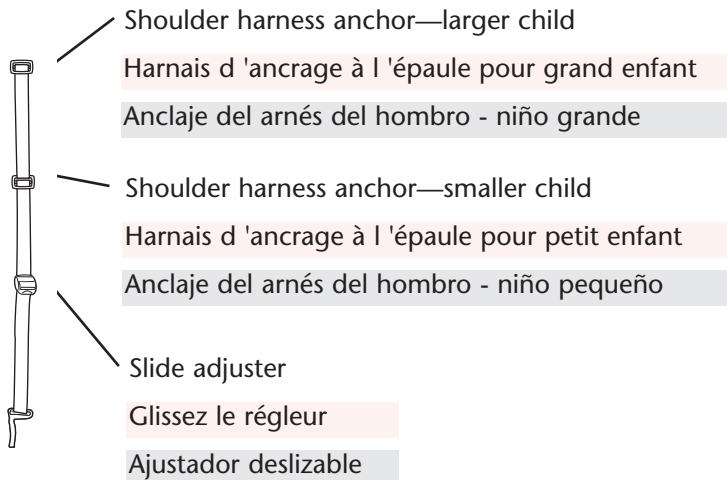 Shoulder harness anchor—larger child
Harnais d 'ancrage à l 'épaule pour grand enfant
Anclaje del arnés del hombro - niño grande
Shoulder harness anchor—smaller child
Harnais d 'ancrage à l 'épaule pour petit enfant
Anclaje del arnés del hombro - niño pequeño
Slide adjuster
Glissez le régleur
Ajustador deslizable